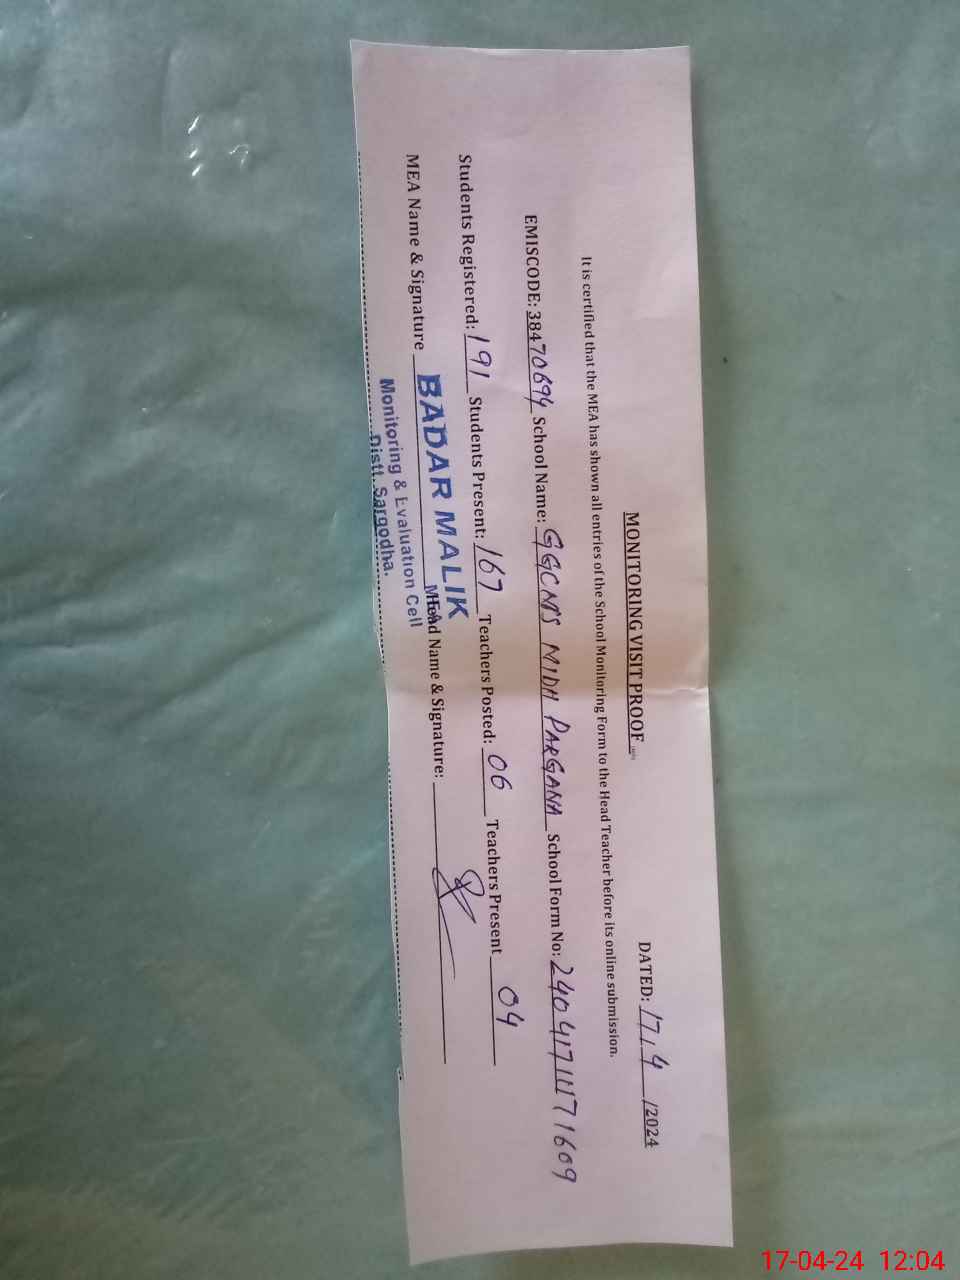 MONITORING VISIT PROOF
DATED: 17/4/2024
It is certified that the MEA has shown all entries of the School Monitoring Form to the Head Teacher before its online submission.
EMISCODE: 38470694 School Name: GGCMS MIDH PARGANA School Form No:
Students Registered: 191 Students Present: 167 Teachers Posted: 06 Teachers Present 04
MEA Name & Signature BADAR MALIK Head Name & Signature:
MEA
Monitoring & Evaluation Cell
Distt. Sargodha.
17-04-24 12:04